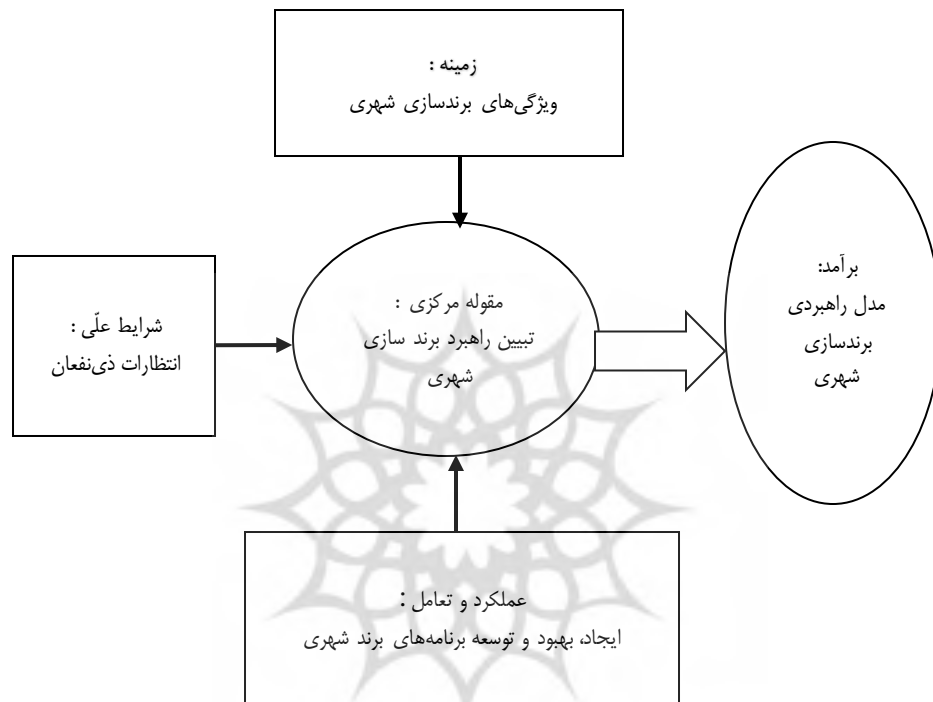 زمینه :
ویژگی‌های برندسازی شهری
شرایط علّی :
انتظارات ذی‌نفعان
مقوله مرکزی :
تبیین راهبرد برند سازی
شهری
برآمد:
مدل راهبردی
برندسازی
شهری
عملکرد و تعامل :
ایجاد، بهبود و توسعه برنامه‌های برند شهری